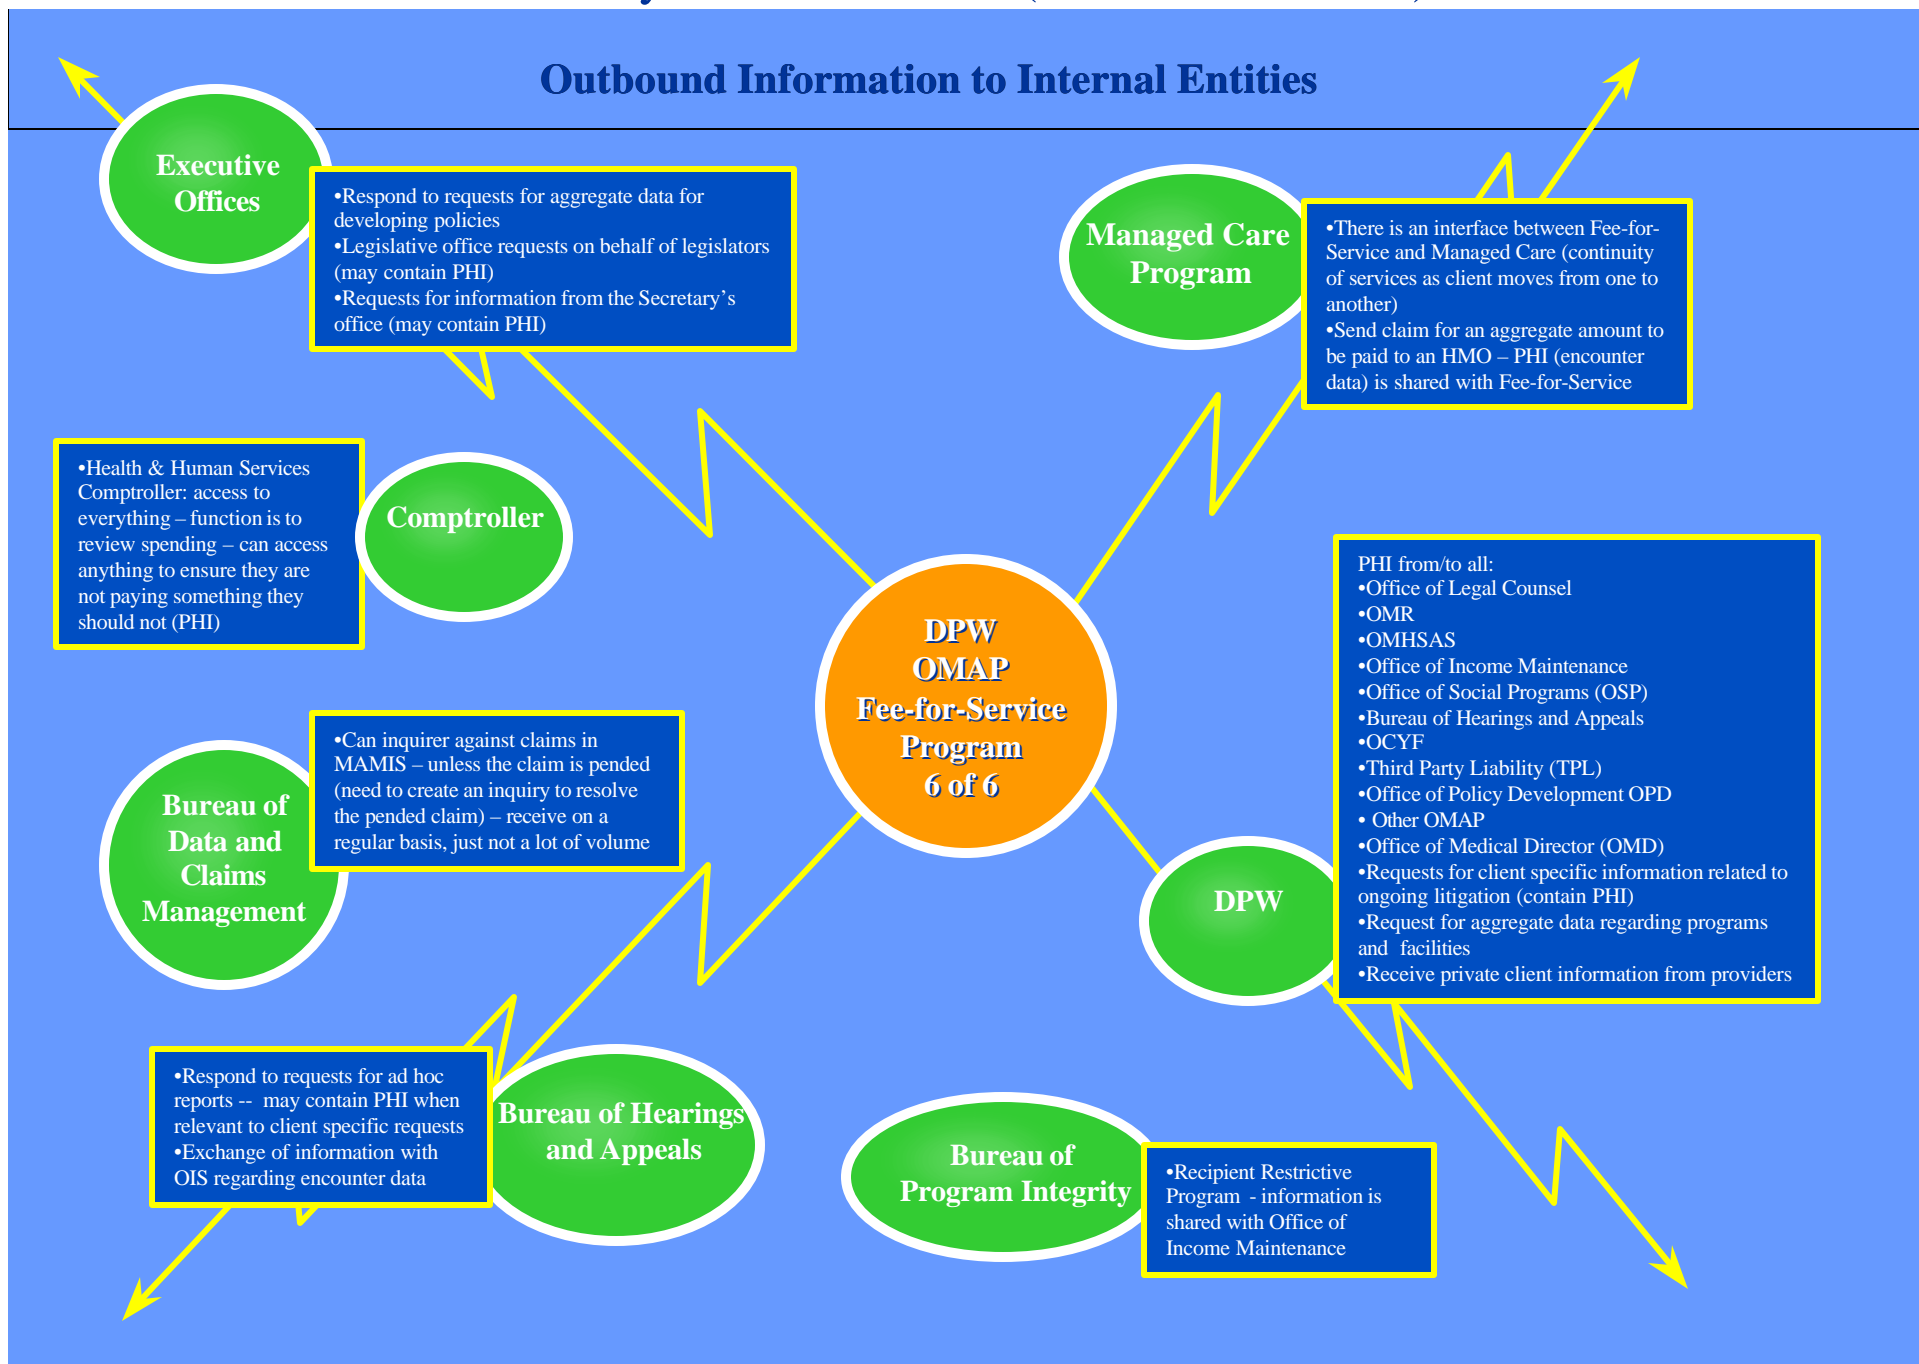 Outbound Information to Internal Entities
Executive
Offices
•Respond to requests for aggregate data for
developing policies
•Legislative office requests on behalf of legislators
(may contain PHI)
•Requests for information from the Secretary’s
office (may contain PHI)
Managed Care
Program
•There is an interface between Fee-for-
Service and Managed Care (continuity
of services as client moves from one to
another)
•Send claim for an aggregate amount to
be paid to an HMO – PHI (encounter
data) is shared with Fee-for-Service
•Health & Human Services
Comptroller: access to
everything – function is to
review spending – can access
anything to ensure they are
not paying something they
should not (PHI)
Comptroller
DPW
OMAP
Fee-for-Service
Program
6 of 6
PHI from/to all:
•Office of Legal Counsel
•OMR
•OMHSAS
•Office of Income Maintenance
•Office of Social Programs (OSP)
•Bureau of Hearings and Appeals
•OCYF
•Third Party Liability (TPL)
•Office of Policy Development OPD
• Other OMAP
•Office of Medical Director (OMD)
•Requests for client specific information related to
ongoing litigation (contain PHI)
•Request for aggregate data regarding programs
and  facilities
•Receive private client information from providers
DPW
Bureau of
Data and
Claims
Management
•Can inquirer against claims in
MAMIS – unless the claim is pended
(need to create an inquiry to resolve
the pended claim) – receive on a
regular basis, just not a lot of volume
•Respond to requests for ad hoc
reports --  may contain PHI when
relevant to client specific requests
•Exchange of information with
OIS regarding encounter data
Bureau of Hearings
and Appeals
Bureau of
Program Integrity
•Recipient Restrictive
Program  - information is
shared with Office of
Income Maintenance